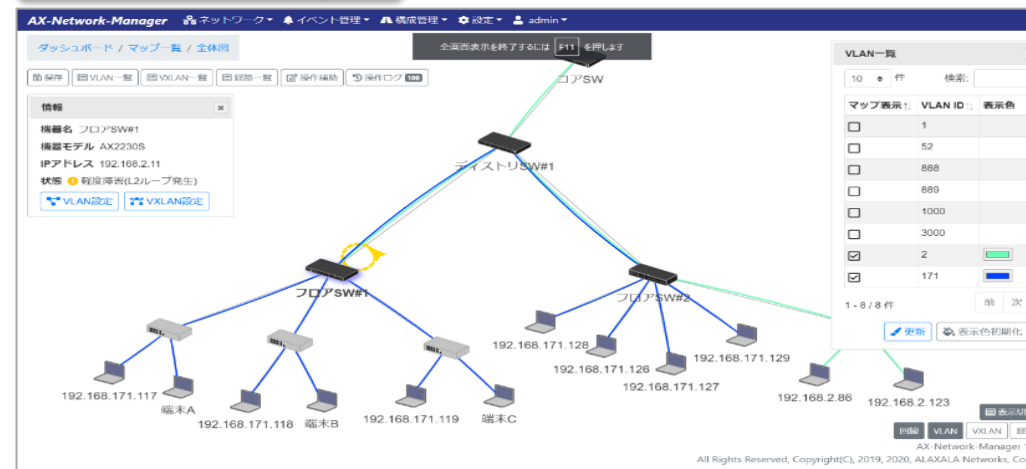 AX-Network-Manager ネットワーク イベント管理 構成管理 設定 admin
ダッシュボード / マップ一覧 / 全体図
全画面表示を終了するには F11 を押します
保存 VLAN一覧 VXLAN一覧 経路一覧 操作補助 操作ログ 100
情報 ×
機器名 フロアSW#1
機器モデル AX2230S
IPアドレス 192.168.2.11
状態 軽度障害(L2ループ発生)
VLAN設定 VXLAN設定
コアSW
ディストリSW#1
フロアSW#1
フロアSW#2
192.168.171.128
192.168.171.126
192.168.171.129
192.168.171.127
192.168.171.117
端末A
192.168.171.118
端末B
192.168.171.119
端末C
192.168.2.86
192.168.2.123
VLAN一覧
10 件 検索:
マップ表示 VLAN ID 表示色
1
52
888
889
1000
3000
2
171
1 - 8 / 8 件 前 次
更新 表示色初期化
回線 VLAN VXLAN
AX-Network-Manager
All Rights Reserved, Copyright(C), 2019, 2020, ALAXALA Networks, Co